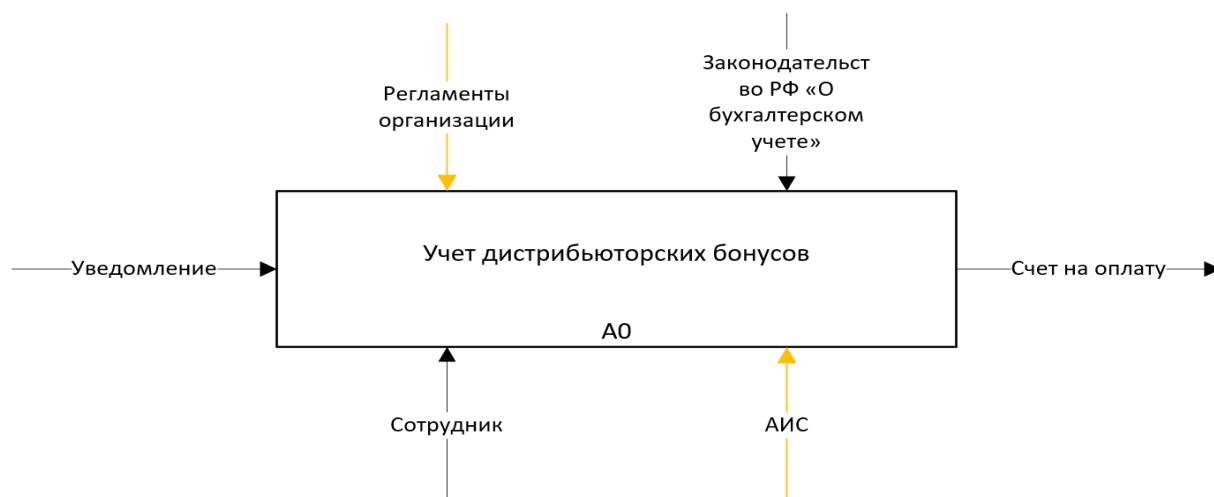 Регламенты
организации
Законодательст
во РФ «О
бухгалтерском
учете»
Уведомление
Учет дистрибьюторских бонусов
Счет на оплату
А0
Сотрудник
АИС